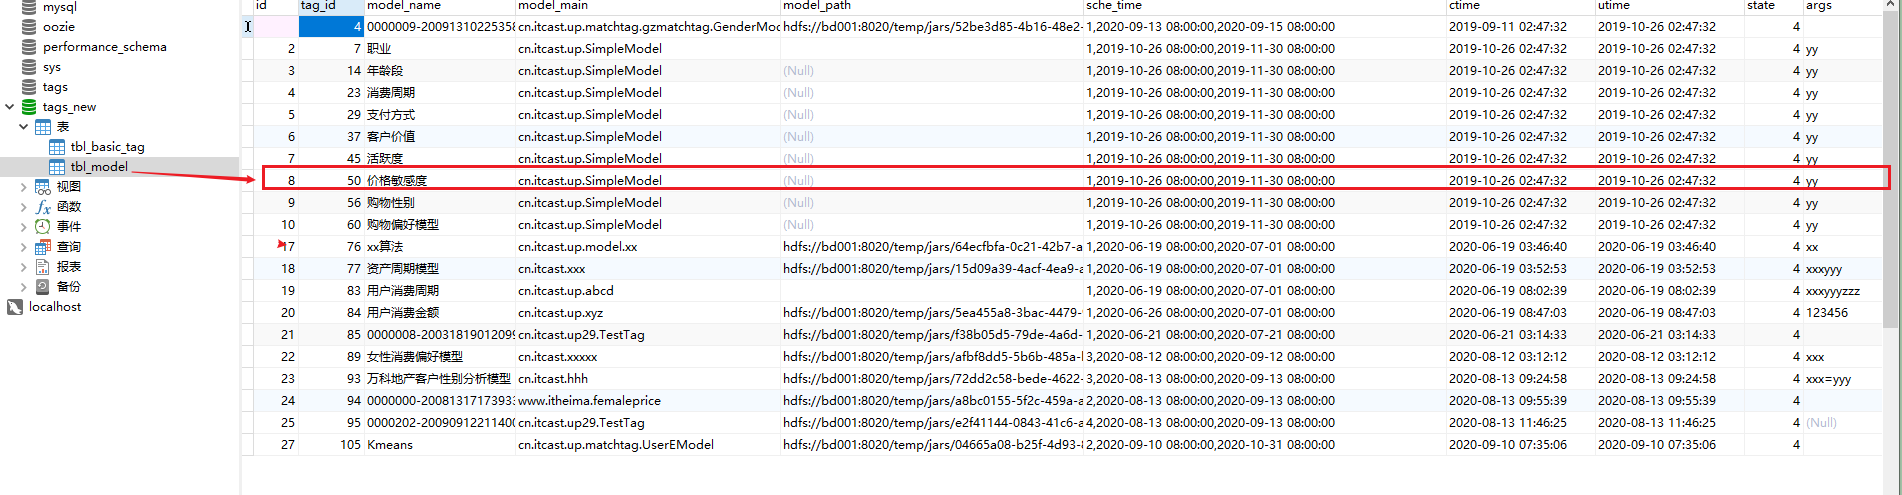 mysql
oozie
performance_schema
sys
tags
tags_new
表
tbl_basic_tag
tbl_model
视图
函数
事件
查询
报表
备份
localhost
id tag_id model_name model_main model_path sche_time ctime utime state args
4 0000009-20091310225358 cn.itcast.up.matchtag.gzmatchtag.GenderMod hdfs://bd001:8020/temp/jars/52be3d85-4b16-48e2- 1,2020-09-13 08:00:00,2020-09-15 08:00:00 2019-09-11 02:47:32 2019-10-26 02:47:32 4
2 7 职业 cn.itcast.up.SimpleModel 1,2019-10-26 08:00:00,2019-11-30 08:00:00 2019-10-26 02:47:32 2019-10-26 02:47:32 4 yy
3 14 年龄段 cn.itcast.up.SimpleModel (Null) 1,2019-10-26 08:00:00,2019-11-30 08:00:00 2019-10-26 02:47:32 2019-10-26 02:47:32 4 yy
4 23 消费周期 cn.itcast.up.SimpleModel (Null) 1,2019-10-26 08:00:00,2019-11-30 08:00:00 2019-10-26 02:47:32 2019-10-26 02:47:32 4 yy
5 29 支付方式 cn.itcast.up.SimpleModel (Null) 1,2019-10-26 08:00:00,2019-11-30 08:00:00 2019-10-26 02:47:32 2019-10-26 02:47:32 4 yy
6 37 客户价值 cn.itcast.up.SimpleModel (Null) 1,2019-10-26 08:00:00,2019-11-30 08:00:00 2019-10-26 02:47:32 2019-10-26 02:47:32 4 yy
7 45 活跃度 cn.itcast.up.SimpleModel (Null) 1,2019-10-26 08:00:00,2019-11-30 08:00:00 2019-10-26 02:47:32 2019-10-26 02:47:32 4 yy
8 50 价格敏感度 cn.itcast.up.SimpleModel (Null) 1,2019-10-26 08:00:00,2019-11-30 08:00:00 2019-10-26 02:47:32 2019-10-26 02:47:32 4 yy
9 56 购物性别 cn.itcast.up.SimpleModel (Null) 1,2019-10-26 08:00:00,2019-11-30 08:00:00 2019-10-26 02:47:32 2019-10-26 02:47:32 4 yy
10 60 购物偏好模型 cn.itcast.up.SimpleModel (Null) 1,2019-10-26 08:00:00,2019-11-30 08:00:00 2019-10-26 02:47:32 2019-10-26 02:47:32 4 yy
17 76 xx算法 cn.itcast.up.model.xx hdfs://bd001:8020/temp/jars/64ecfbfa-0c21-42b7-a 1,2020-06-19 08:00:00,2020-07-01 08:00:00 2020-06-19 03:46:40 2020-06-19 03:46:40 4 xx
18 77 资产周期模型 cn.itcast.xxx hdfs://bd001:8020/temp/jars/15d09a39-4acf-4ea9-a 1,2020-06-19 08:00:00,2020-07-01 08:00:00 2020-06-19 03:52:53 2020-06-19 03:52:53 4 xxxyyy
19 83 用户消费周期 cn.itcast.up.abcd 1,2020-06-19 08:00:00,2020-07-01 08:00:00 2020-06-19 08:02:39 2020-06-19 08:02:39 4 xxxyyyzzz
20 84 用户消费金额 cn.itcast.up.xyz hdfs://bd001:8020/temp/jars/5ea455a8-3bac-4479- 1,2020-06-26 08:00:00,2020-07-01 08:00:00 2020-06-19 08:47:03 2020-06-19 08:47:03 4 123456
21 85 0000008-20031819012099 cn.itcast.up29.TestTag hdfs://bd001:8020/temp/jars/f38b05d5-79de-4a6d- 1,2020-06-21 08:00:00,2020-07-21 08:00:00 2020-06-21 03:14:33 2020-06-21 03:14:33 4
22 89 女性消费偏好模型 cn.itcast.xxxxx hdfs://bd001:8020/temp/jars/afbf8dd5-5b6b-485a-b 3,2020-08-12 08:00:00,2020-09-12 08:00:00 2020-08-12 03:12:12 2020-08-12 03:12:12 4 xxx
23 93 万科地产客户性别分析模型 cn.itcast.hhh hdfs://bd001:8020/temp/jars/72dd2c58-bede-4622- 3,2020-08-13 08:00:00,2020-09-13 08:00:00 2020-08-13 09:24:58 2020-08-13 09:24:58 4 xxx=yyy
24 94 0000000-20081317173933 www.itheima.femaleprice hdfs://bd001:8020/temp/jars/a8bc0155-5f2c-459a-a 2,2020-08-13 08:00:00,2020-09-13 08:00:00 2020-08-13 09:55:39 2020-08-13 09:55:39 4
25 95 0000202-20090912211400 cn.itcast.up29.TestTag hdfs://bd001:8020/temp/jars/e2f41144-0843-41c6-a 4,2020-08-13 08:00:00,2020-09-13 08:00:00 2020-08-13 11:46:25 2020-08-13 11:46:25 4 (Null)
27 105 Kmeans cn.itcast.up.matchtag.UserEModel hdfs://bd001:8020/temp/jars/04665a08-b25f-4d93-8 2,2020-09-10 08:00:00,2020-10-31 08:00:00 2020-09-10 07:35:06 2020-09-10 07:35:06 4